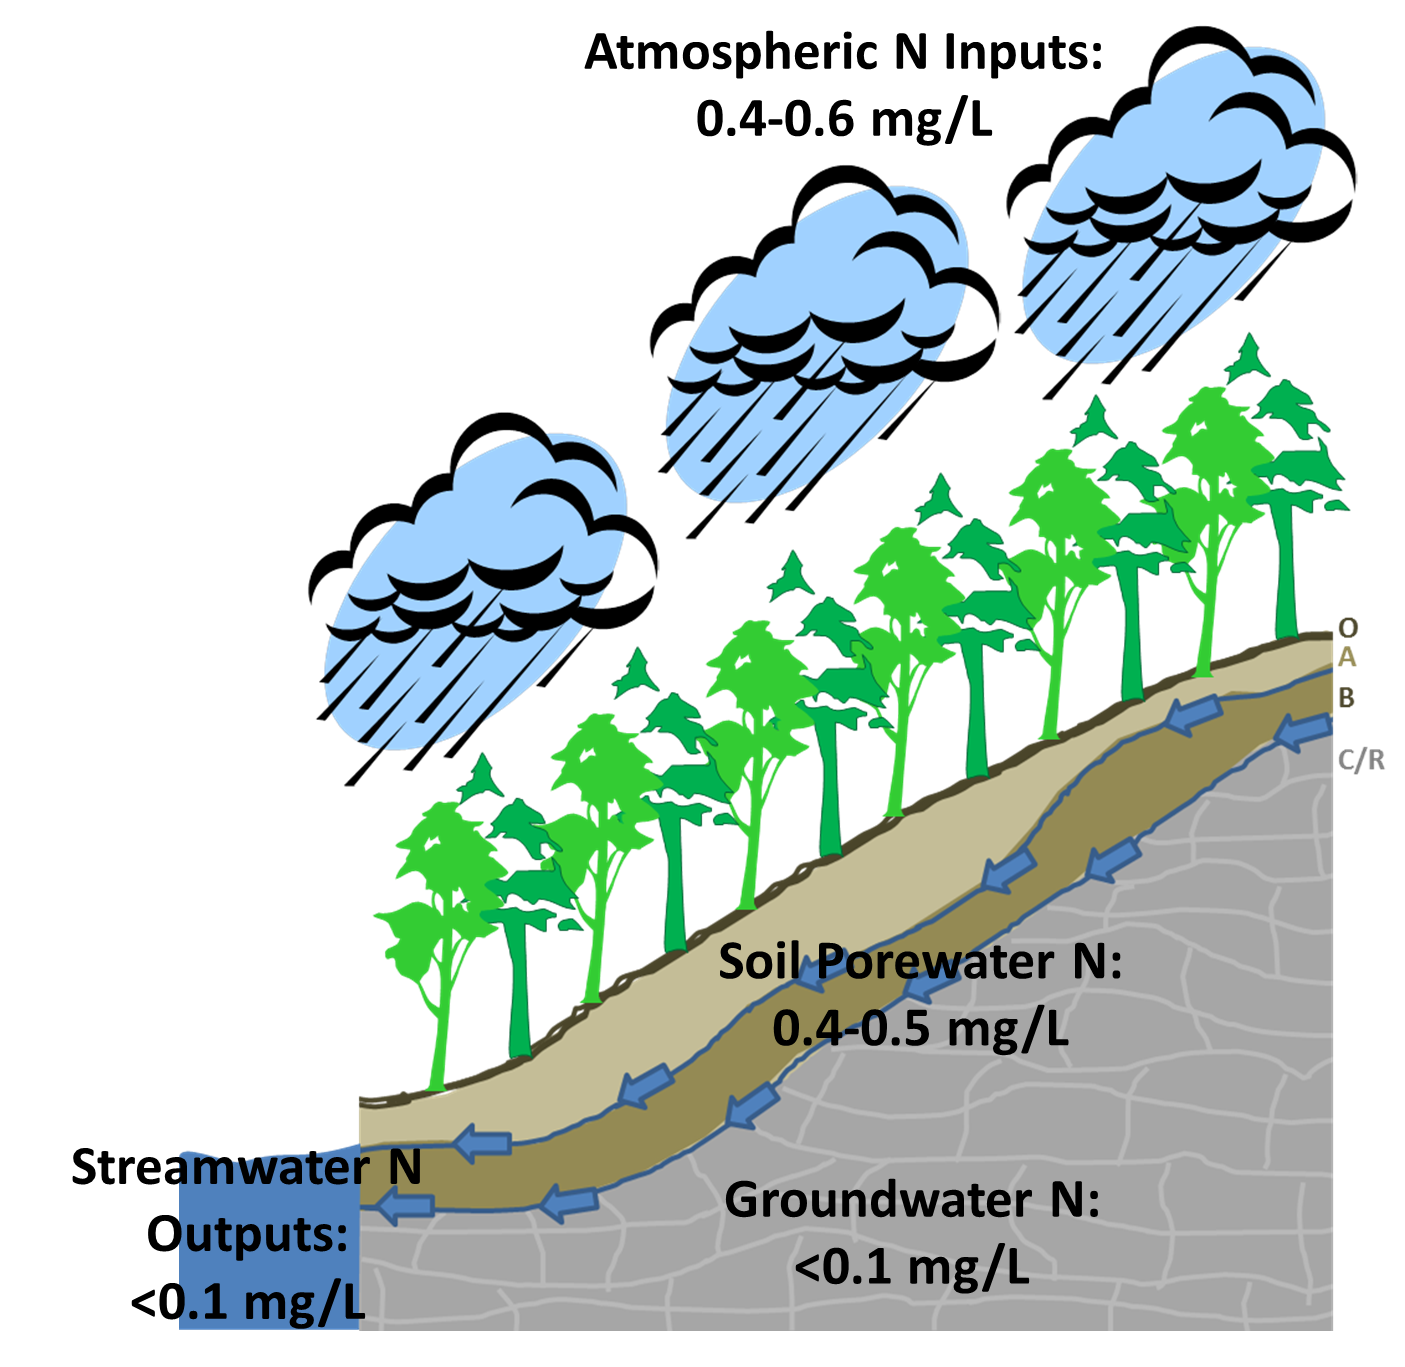 Atmospheric N Inputs:
0.4-0.6 mg/L
O
A
B
C/R
Soil Porewater N:
0.4-0.5 mg/L
Streamwater N
Outputs:
<0.1 mg/L
Groundwater N:
<0.1 mg/L